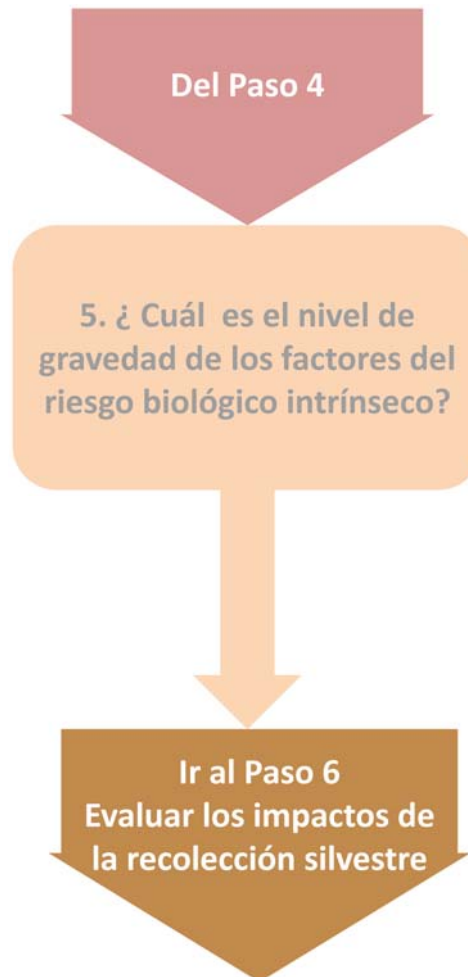 Del Paso 4
5. ¿ Cuál es el nivel de
gravedad de los factores del
riesgo biológico intrínseco?
Ir al Paso 6
Evaluar los impactos de
la recolección silvestre